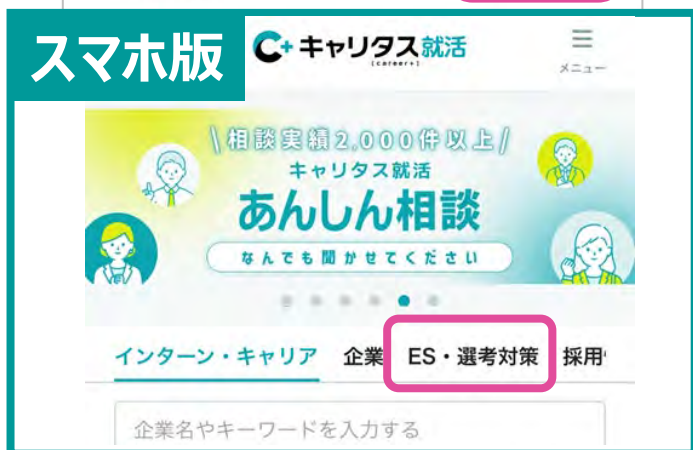 スマホ版
C+ キャリタス就活
[career+]
メニュー
\相談実績2,000件以上/
キャリタス就活
あんしん相談
なんでも聞かせてください
インターン・キャリア 企業 ES・選考対策 採用
企業名やキーワードを入力する